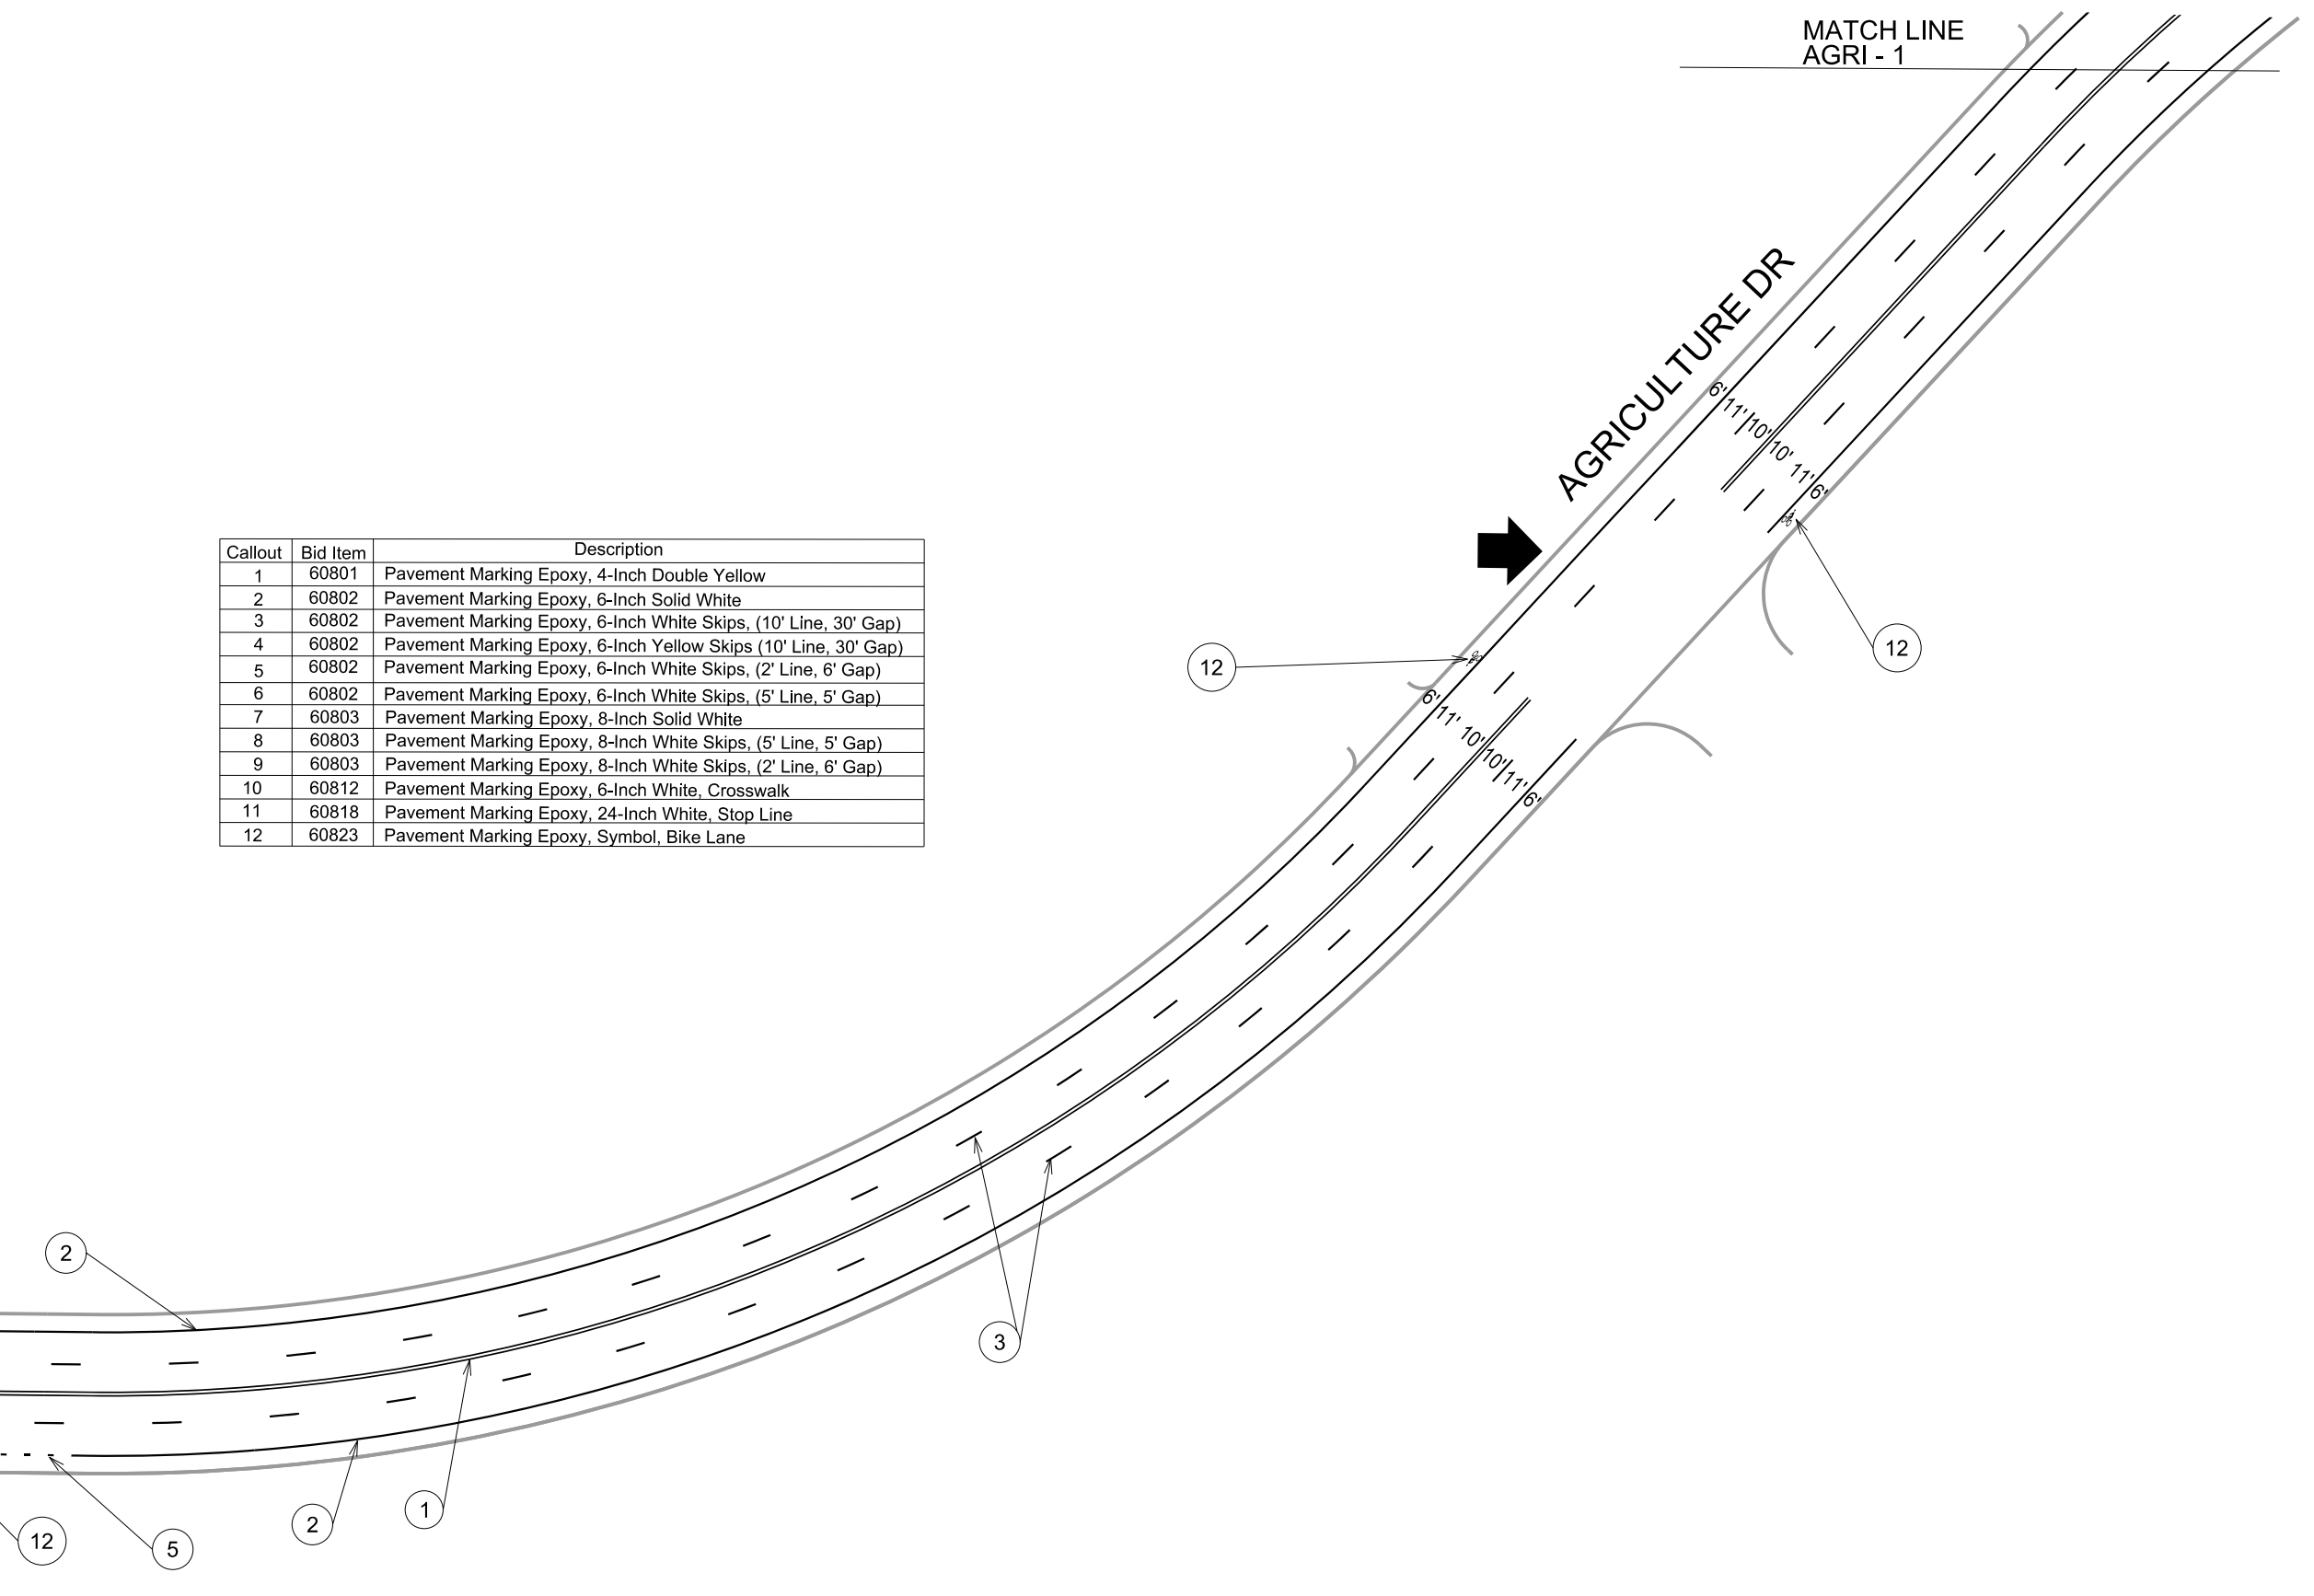 MATCH LINE
AGRI - 1
AGRICULTURE DR
6' 11' 10' 10' 11' 6'
12
12
6' 11' 10' 10' 11' 6'
Callout Bid Item Description
1 60801 Pavement Marking Epoxy, 4-Inch Double Yellow
2 60802 Pavement Marking Epoxy, 6-Inch Solid White
3 60802 Pavement Marking Epoxy, 6-Inch White Skips, (10' Line, 30' Gap)
4 60802 Pavement Marking Epoxy, 6-Inch Yellow Skips (10' Line, 30' Gap)
5 60802 Pavement Marking Epoxy, 6-Inch White Skips, (2' Line, 6' Gap)
6 60802 Pavement Marking Epoxy, 6-Inch White Skips, (5' Line, 5' Gap)
7 60803 Pavement Marking Epoxy, 8-Inch Solid White
8 60803 Pavement Marking Epoxy, 8-Inch White Skips, (5' Line, 5' Gap)
9 60803 Pavement Marking Epoxy, 8-Inch White Skips, (2' Line, 6' Gap)
10 60812 Pavement Marking Epoxy, 6-Inch White, Crosswalk
11 60818 Pavement Marking Epoxy, 24-Inch White, Stop Line
12 60823 Pavement Marking Epoxy, Symbol, Bike Lane
2
3
1
2
12
5